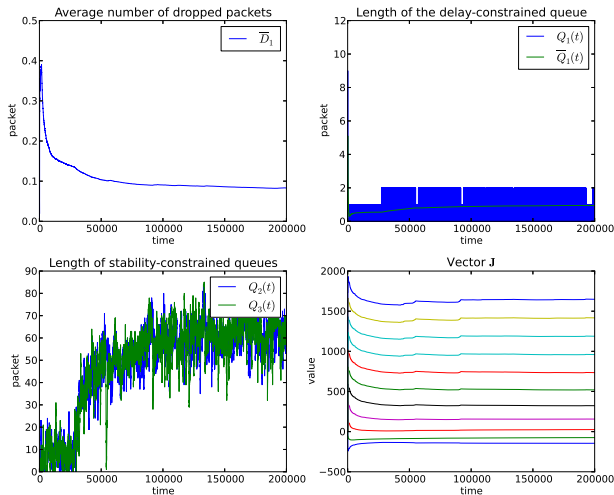 Average number of dropped packets
0.5
0.4
0.3
0.2
0.1
0.0
packet
D̅₁
0 50000 100000 150000 200000
time
Length of the delay-constrained queue
12
10
8
6
4
2
0
packet
Q₁(t)
Q̅₁(t)
0 50000 100000 150000 200000
time
Length of stability-constrained queues
90
80
70
60
50
40
30
20
10
0
packet
Q₂(t)
Q₃(t)
0 50000 100000 150000 200000
time
Vector J
2000
1500
1000
500
0
−500
value
0 50000 100000 150000 200000
time